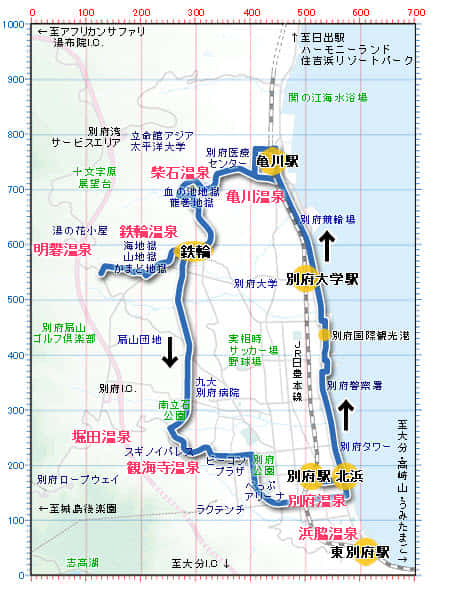 0 100 200 300 400 500 600 700
1000
900
800
700
600
500
400
300
200
100
0
←至アフリカンサファリ
湯布院I.C.
↑至日出駅
ハーモニーランド
住吉浜リゾートパーク
関の江海水浴場
別府湾
サービスエリア
立命館アジア
太平洋大学
別府医療
センター
亀川駅
十文字原
展望台
柴石温泉
血の池地獄
龍巻地獄
亀川温泉
別府競輪場
湯の花小屋
鉄輪温泉
明礬温泉
海地獄
山地獄
かまど地獄
鉄輪
別府大学
別府大学駅
別府扇山
ゴルフ倶楽部
扇山団地
実相時
サッカー場
野球場
JR日豊本線
別府国際観光港
九大
別府病院
別府警察署
別府I.C.
南立石
公園
堀田温泉
スギノイパレス
観海寺温泉
ビーコン
プラザ
別府
公園
別府タワー
至大分・高崎山・うみたまご→
別府ロープウェイ
べっぷ
アリーナ
別府駅
北浜
別府温泉
←至城島後楽園
ラクテンチ
浜脇温泉
東別府駅
志高湖
至大分I.C ↓
0 100 200 300 400 500 600 700